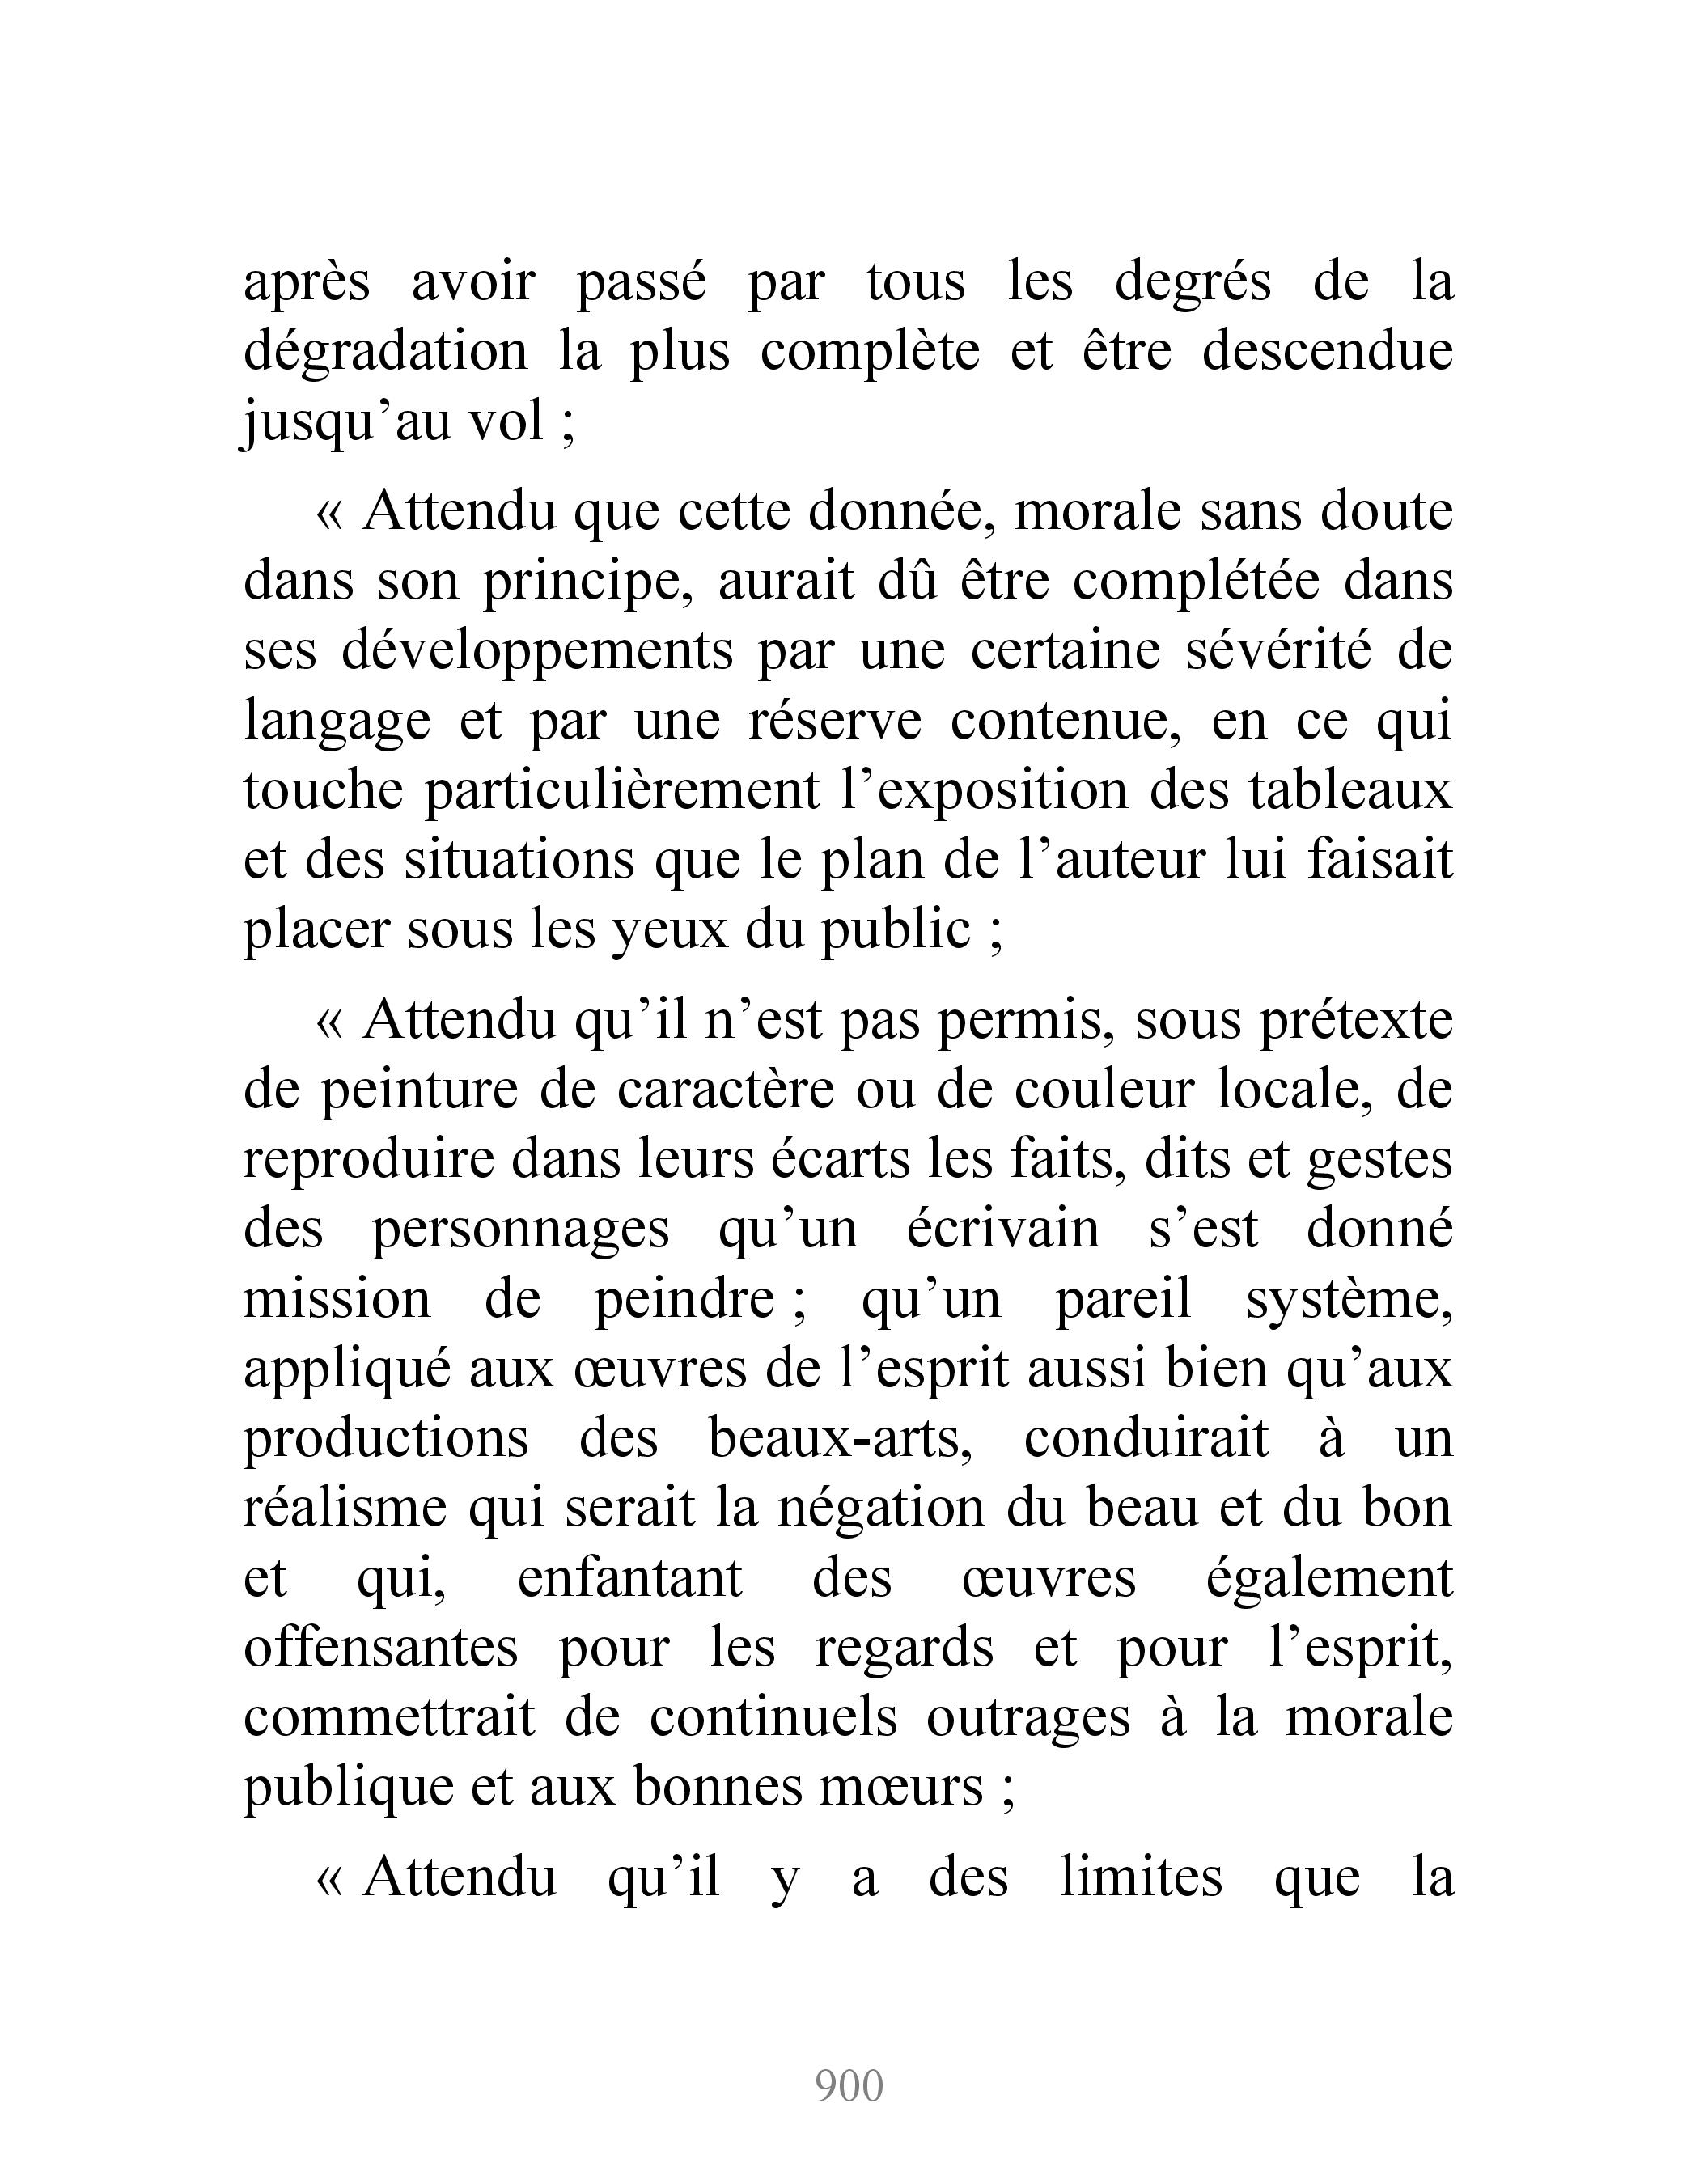 après avoir passé par tous les degrés de la
dégradation la plus complète et être descendue
jusqu’au vol ;
« Attendu que cette donnée, morale sans doute
dans son principe, aurait dû être complétée dans
ses développements par une certaine sévérité de
langage et par une réserve contenue, en ce qui
touche particulièrement l’exposition des tableaux
et des situations que le plan de l’auteur lui faisait
placer sous les yeux du public ;
« Attendu qu’il n’est pas permis, sous prétexte
de peinture de caractère ou de couleur locale, de
reproduire dans leurs écarts les faits, dits et gestes
des personnages qu’un écrivain s’est donné
mission de peindre ; qu’un pareil système,
appliqué aux œuvres de l’esprit aussi bien qu’aux
productions des beaux-arts, conduirait à un
réalisme qui serait la négation du beau et du bon
et qui, enfantant des œuvres également
offensantes pour les regards et pour l’esprit,
commettrait de continuels outrages à la morale
publique et aux bonnes mœurs ;
« Attendu qu’il y a des limites que la
900